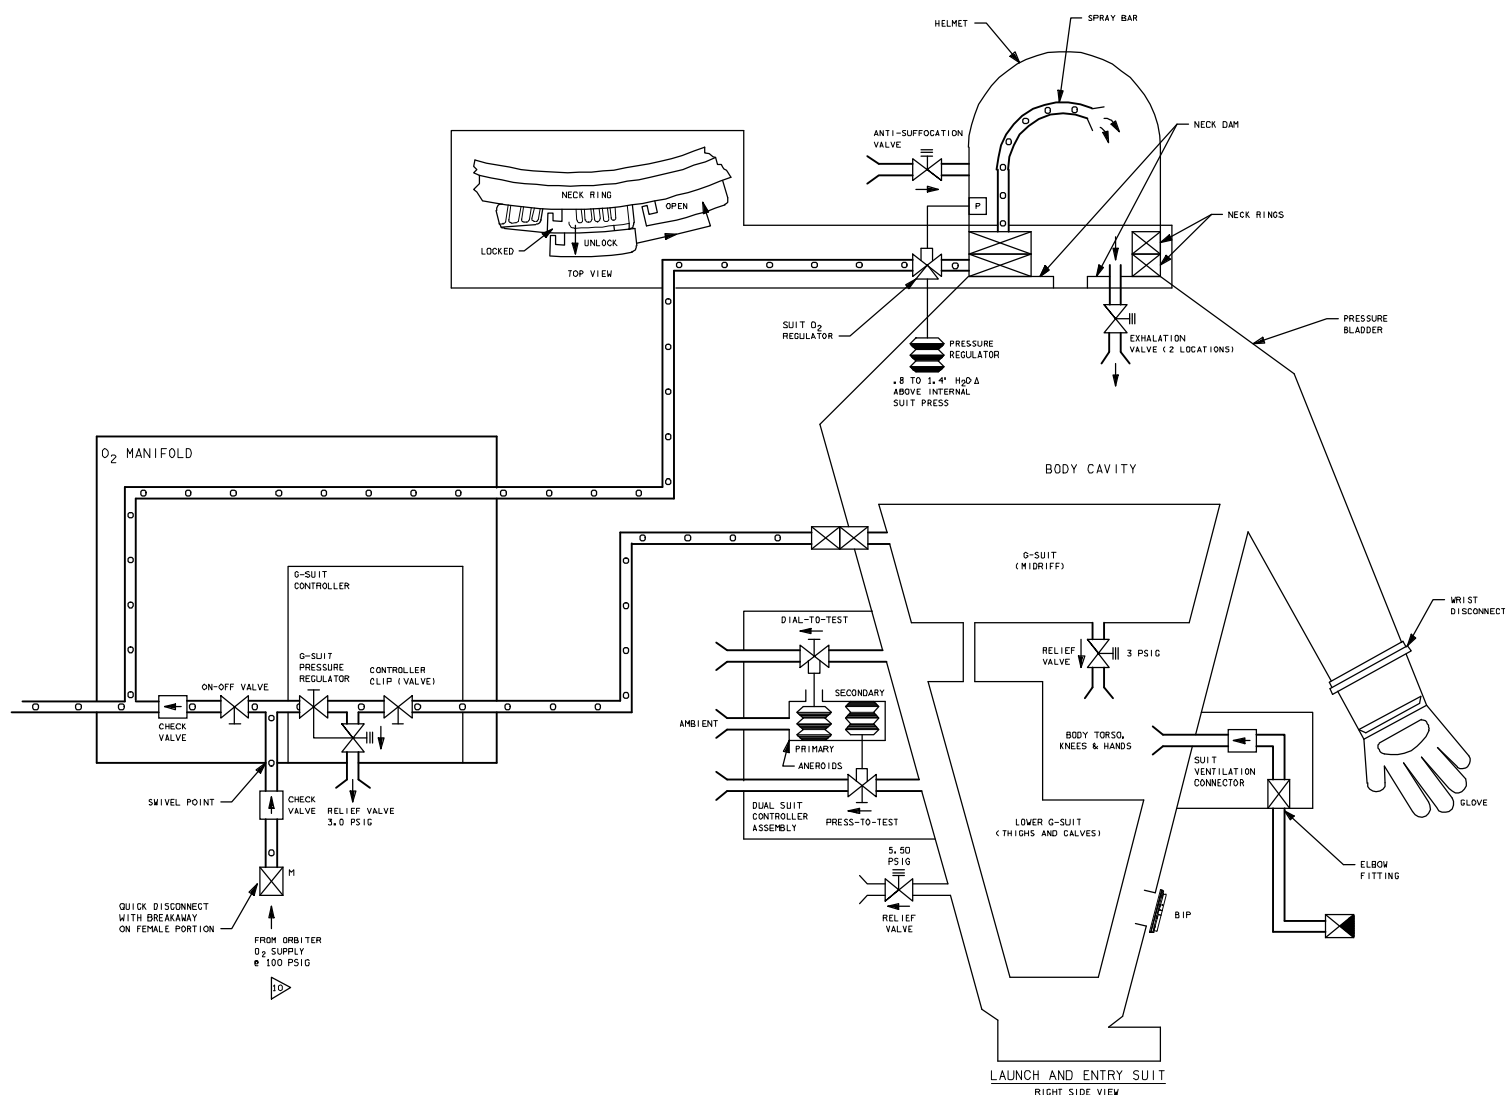 HELMET
SPRAY BAR
ANTI-SUFFOCATION
VALVE
NECK DAM
NECK RING
OPEN
LOCKED
UNLOCK
TOP VIEW
P
NECK RINGS
SUIT O2
REGULATOR
PRESSURE
REGULATOR
.8 TO 1.4" H2O Δ
ABOVE INTERNAL
SUIT PRESS
EXHALATION
VALVE (2 LOCATIONS)
PRESSURE
BLADDER
O2 MANIFOLD
BODY CAVITY
G-SUIT
CONTROLLER
G-SUIT
(MIDRIFF)
WRIST
DISCONNECT
DIAL-TO-TEST
RELIEF
VALVE
3 PSIG
G-SUIT
PRESSURE
REGULATOR
CONTROLLER
CLIP (VALVE)
ON-OFF VALVE
CHECK
VALVE
SECONDARY
AMBIENT
PRIMARY
ANEROIDS
BODY TORSO,
KNEES & HANDS
SUIT
VENTILATION
CONNECTOR
SWIVEL POINT
CHECK
VALVE
RELIEF VALVE
3.0 PSIG
DUAL SUIT
CONTROLLER
ASSEMBLY
PRESS-TO-TEST
LOWER G-SUIT
(THIGHS AND CALVES)
GLOVE
5.50
PSIG
RELIEF
VALVE
ELBOW
FITTING
M
QUICK DISCONNECT
WITH BREAKAWAY
ON FEMALE PORTION
BIP
FROM ORBITER
O2 SUPPLY
@ 100 PSIG
10
LAUNCH AND ENTRY SUIT
RIGHT SIDE VIEW